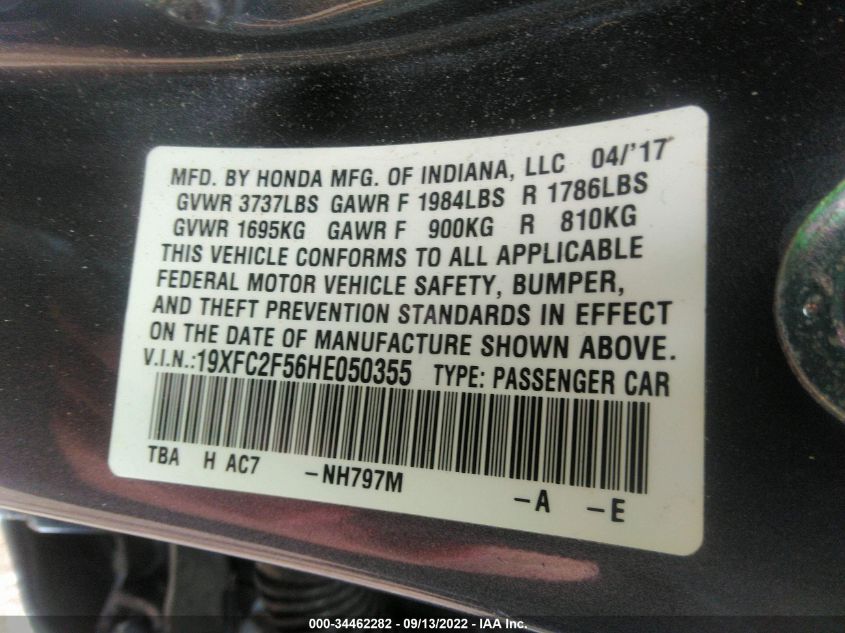 MFD. BY HONDA MFG. OF INDIANA, LLC 04/'17
GVWR 3737LBS GAWR F 1984LBS R 1786LBS
GVWR 1695KG GAWR F 900KG R 810KG
THIS VEHICLE CONFORMS TO ALL APPLICABLE
FEDERAL MOTOR VEHICLE SAFETY, BUMPER,
AND THEFT PREVENTION STANDARDS IN EFFECT
ON THE DATE OF MANUFACTURE SHOWN ABOVE.
V.I.N.:19XFC2F56HE050355 TYPE: PASSENGER CAR
TBA H AC7 -NH797M -A -E
000-34462282 - 09/13/2022 - IAA Inc.